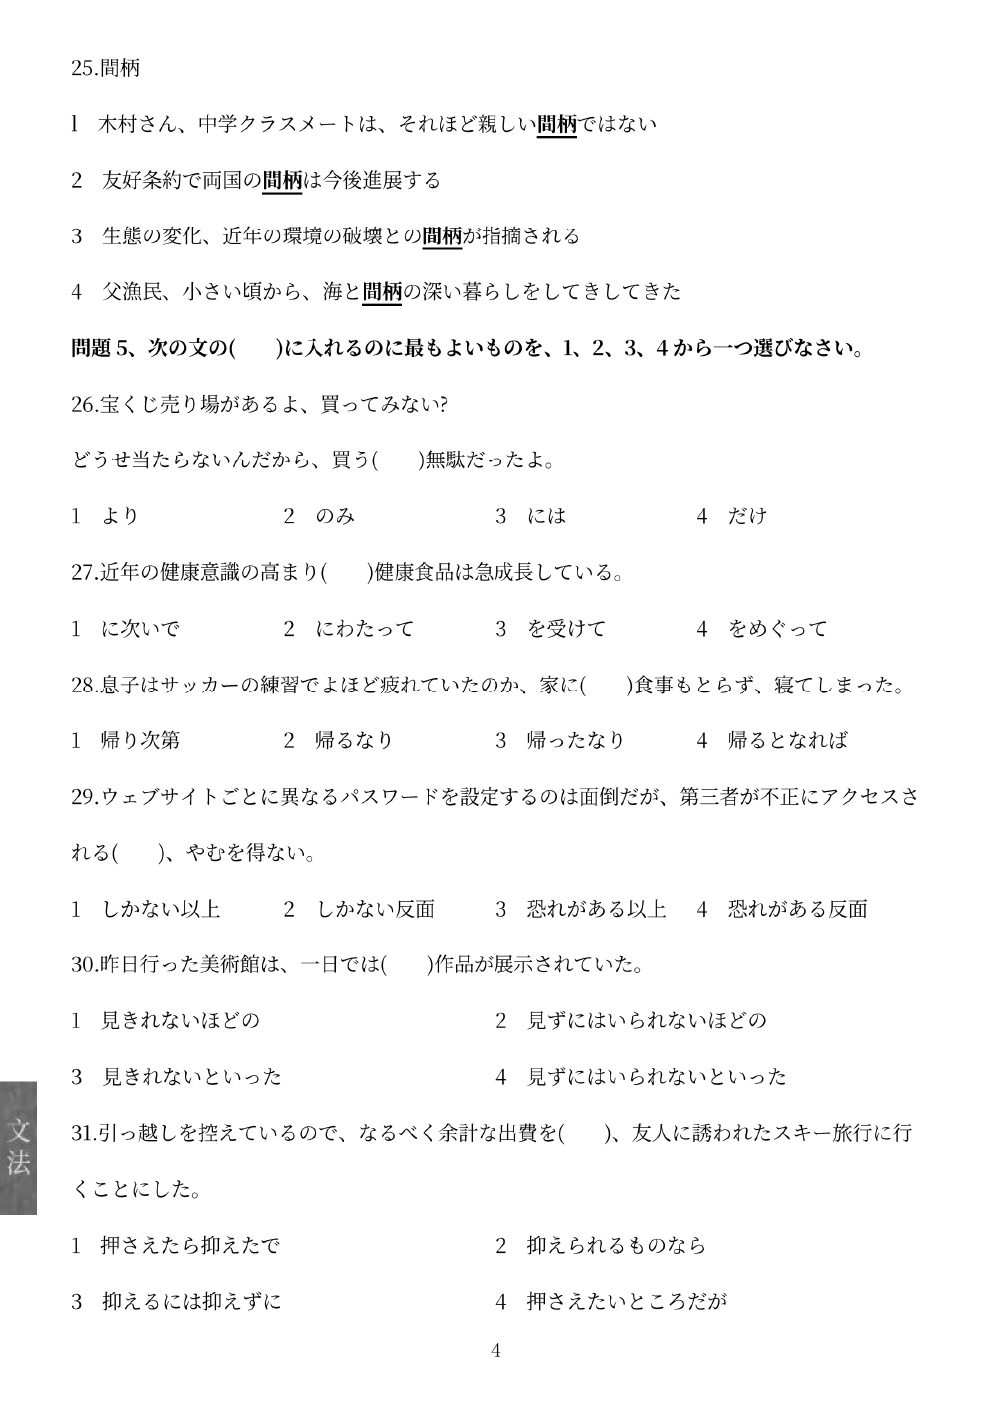 25.間柄
1　木村さん、中学クラスメートは、それほど親しい間柄ではない
2　友好条約で両国の間柄は今後進展する
3　生態の変化、近年の環境の破壊との間柄が指摘される
4　父漁民、小さい頃から、海と間柄の深い暮らしをしてきしてきた
問題 5、次の文の(　　)に入れるのに最もよいものを、1、2、3、4 から一つ選びなさい。
26.宝くじ売り場があるよ、買ってみない?
どうせ当たらないんだから、買う(　　)無駄だったよ。
1　より　2　のみ　3　には　4　だけ
27.近年の健康意識の高まり(　　)健康食品は急成長している。
1　に次いで　2　にわたって　3　を受けて　4　をめぐって
28.息子はサッカーの練習でよほど疲れていたのか、家に(　　)食事もとらず、寝てしまった。
1　帰り次第　2　帰るなり　3　帰ったなり　4　帰るとなれば
29.ウェブサイトごとに異なるパスワードを設定するのは面倒だが、第三者が不正にアクセスさ
れる(　　)、やむを得ない。
1　しかない以上　2　しかない反面　3　恐れがある以上　4　恐れがある反面
30.昨日行った美術館は、一日では(　　)作品が展示されていた。
1　見きれないほどの　2　見ずにはいられないほどの
3　見きれないといった　4　見ずにはいられないといった
31.引っ越しを控えているので、なるべく余計な出費を(　　)、友人に誘われたスキー旅行に行
くことにした。
1　押さえたら抑えたで　2　抑えられるものなら
3　抑えるには抑えずに　4　押さえたいところだが
文法
4